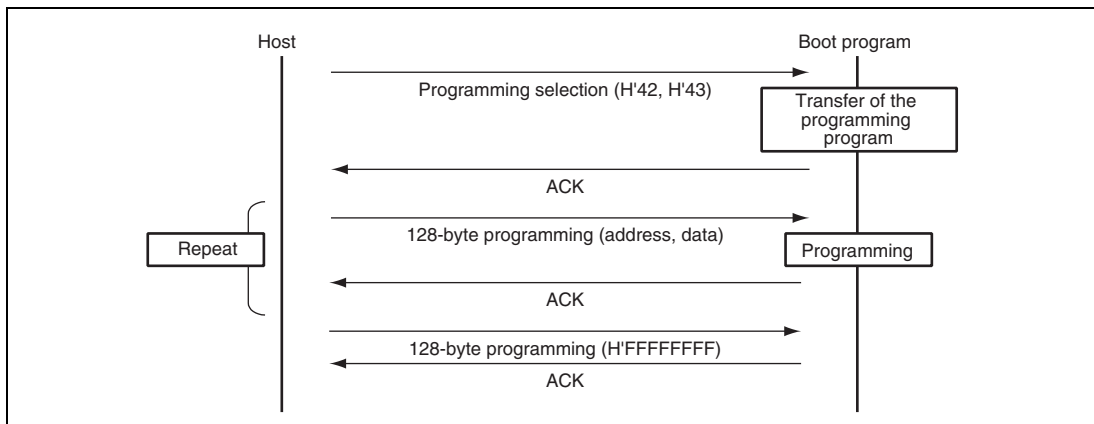 Host
Boot program
Programming selection (H'42, H'43)
Transfer of the
programming
program
ACK
128-byte programming (address, data)
Repeat
Programming
ACK
128-byte programming (H'FFFFFFFF)
ACK